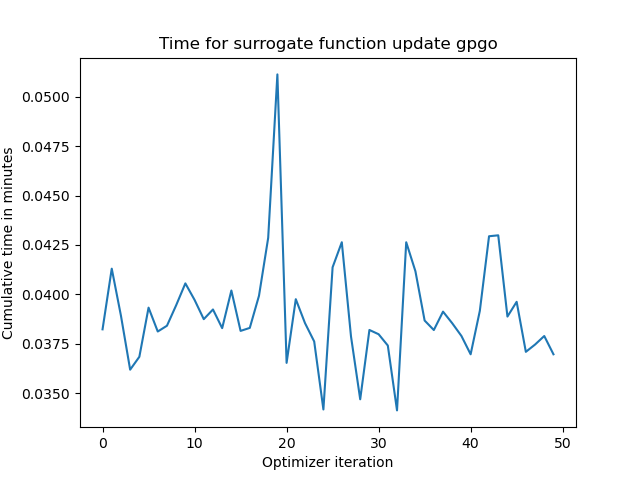 Time for surrogate function update gpgo
Cumulative time in minutes
0.0500
0.0475
0.0450
0.0425
0.0400
0.0375
0.0350
0 10 20 30 40 50
Optimizer iteration